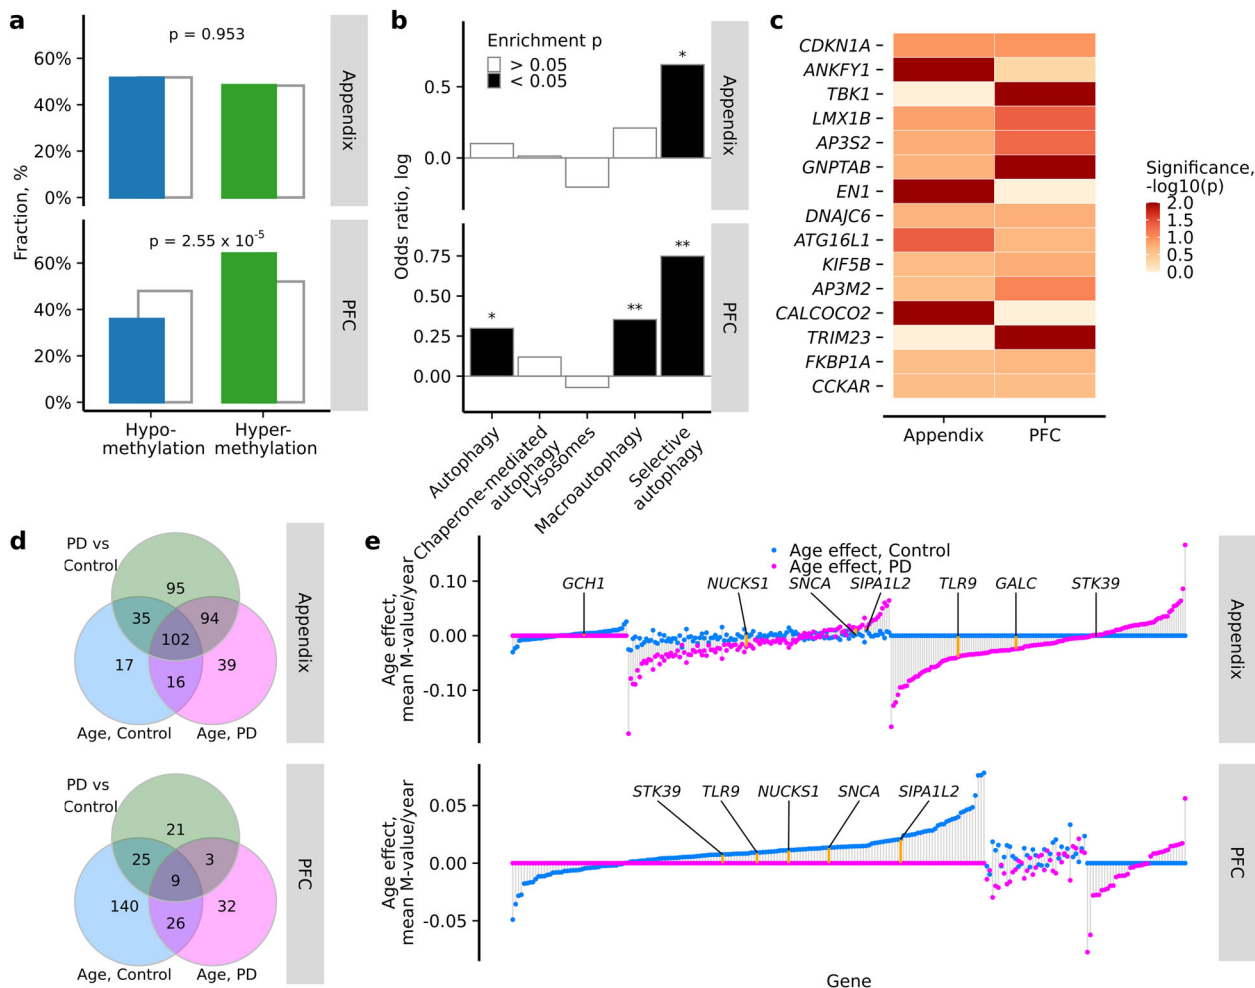 a
p = 0.953
60%
40%
20%
0%
Appendix
p = 2.55 x 10-5
60%
40%
20%
0%
PFC
Fraction, %
Hypo-
methylation
Hyper-
methylation
b
Enrichment p
> 0.05
< 0.05
*
0.5
0.0
Appendix
Odds ratio, log
*
**
**
0.75
0.50
0.25
0.00
PFC
Autophagy
Chaperone-mediated
autophagy
Lysosomes
Macroautophagy
Selective
autophagy
c
CDKN1A
ANKFY1
TBK1
LMX1B
AP3S2
GNPTAB
EN1
DNAJC6
ATG16L1
KIF5B
AP3M2
CALCOCO2
TRIM23
FKBP1A
CCKAR
Appendix
PFC
Significance,
-log10(p)
2.0
1.5
1.0
0.5
0.0
d
PD vs
Control
95
35
94
102
17
39
16
Age, Control
Age, PD
Appendix
PD vs
Control
21
25
3
9
140
32
26
Age, Control
Age, PD
PFC
e
Age effect, Control
Age effect, PD
Age effect,
mean M-value/year
0.10
0.00
-0.10
GCH1
NUCKS1
SNCA
SIPA1L2
TLR9
GALC
STK39
Appendix
Age effect,
mean M-value/year
0.05
0.00
-0.05
STK39
TLR9
NUCKS1
SNCA
SIPA1L2
PFC
Gene